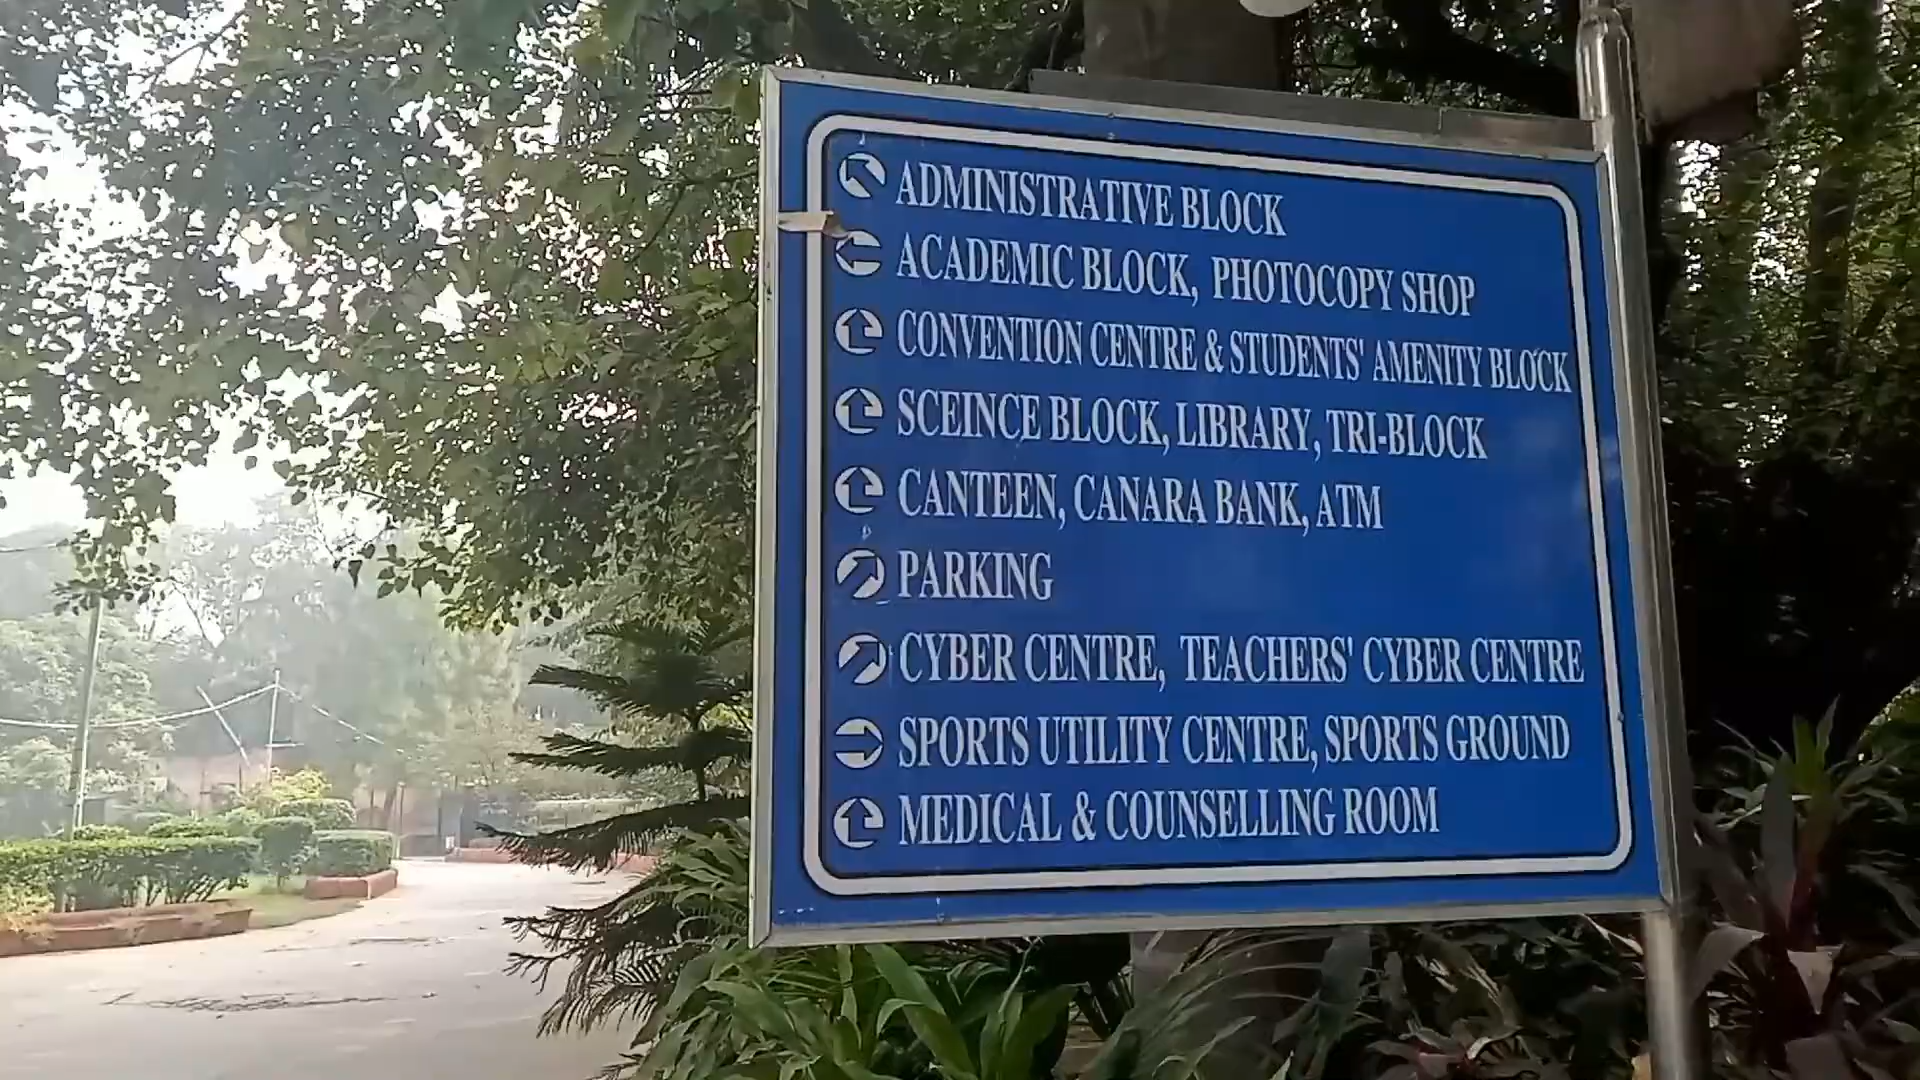 ADMINISTRATIVE BLOCK
ACADEMIC BLOCK, PHOTOCOPY SHOP
CONVENTION CENTRE & STUDENTS' AMENITY BLOCK
SCEINCE BLOCK, LIBRARY, TRI-BLOCK
CANTEEN, CANARA BANK, ATM
PARKING
CYBER CENTRE, TEACHERS' CYBER CENTRE
SPORTS UTILITY CENTRE, SPORTS GROUND
MEDICAL & COUNSELLING ROOM